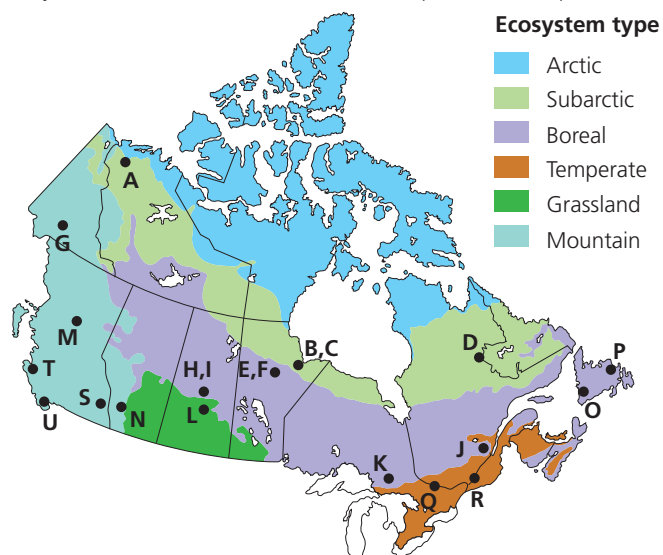 Ecosystem type
Arctic
Subarctic
Boreal
Temperate
Grassland
Mountain
A
G
M
B,C
D
P
T
H,I
E,F
O
S
N
L
U
J
K
Q
R